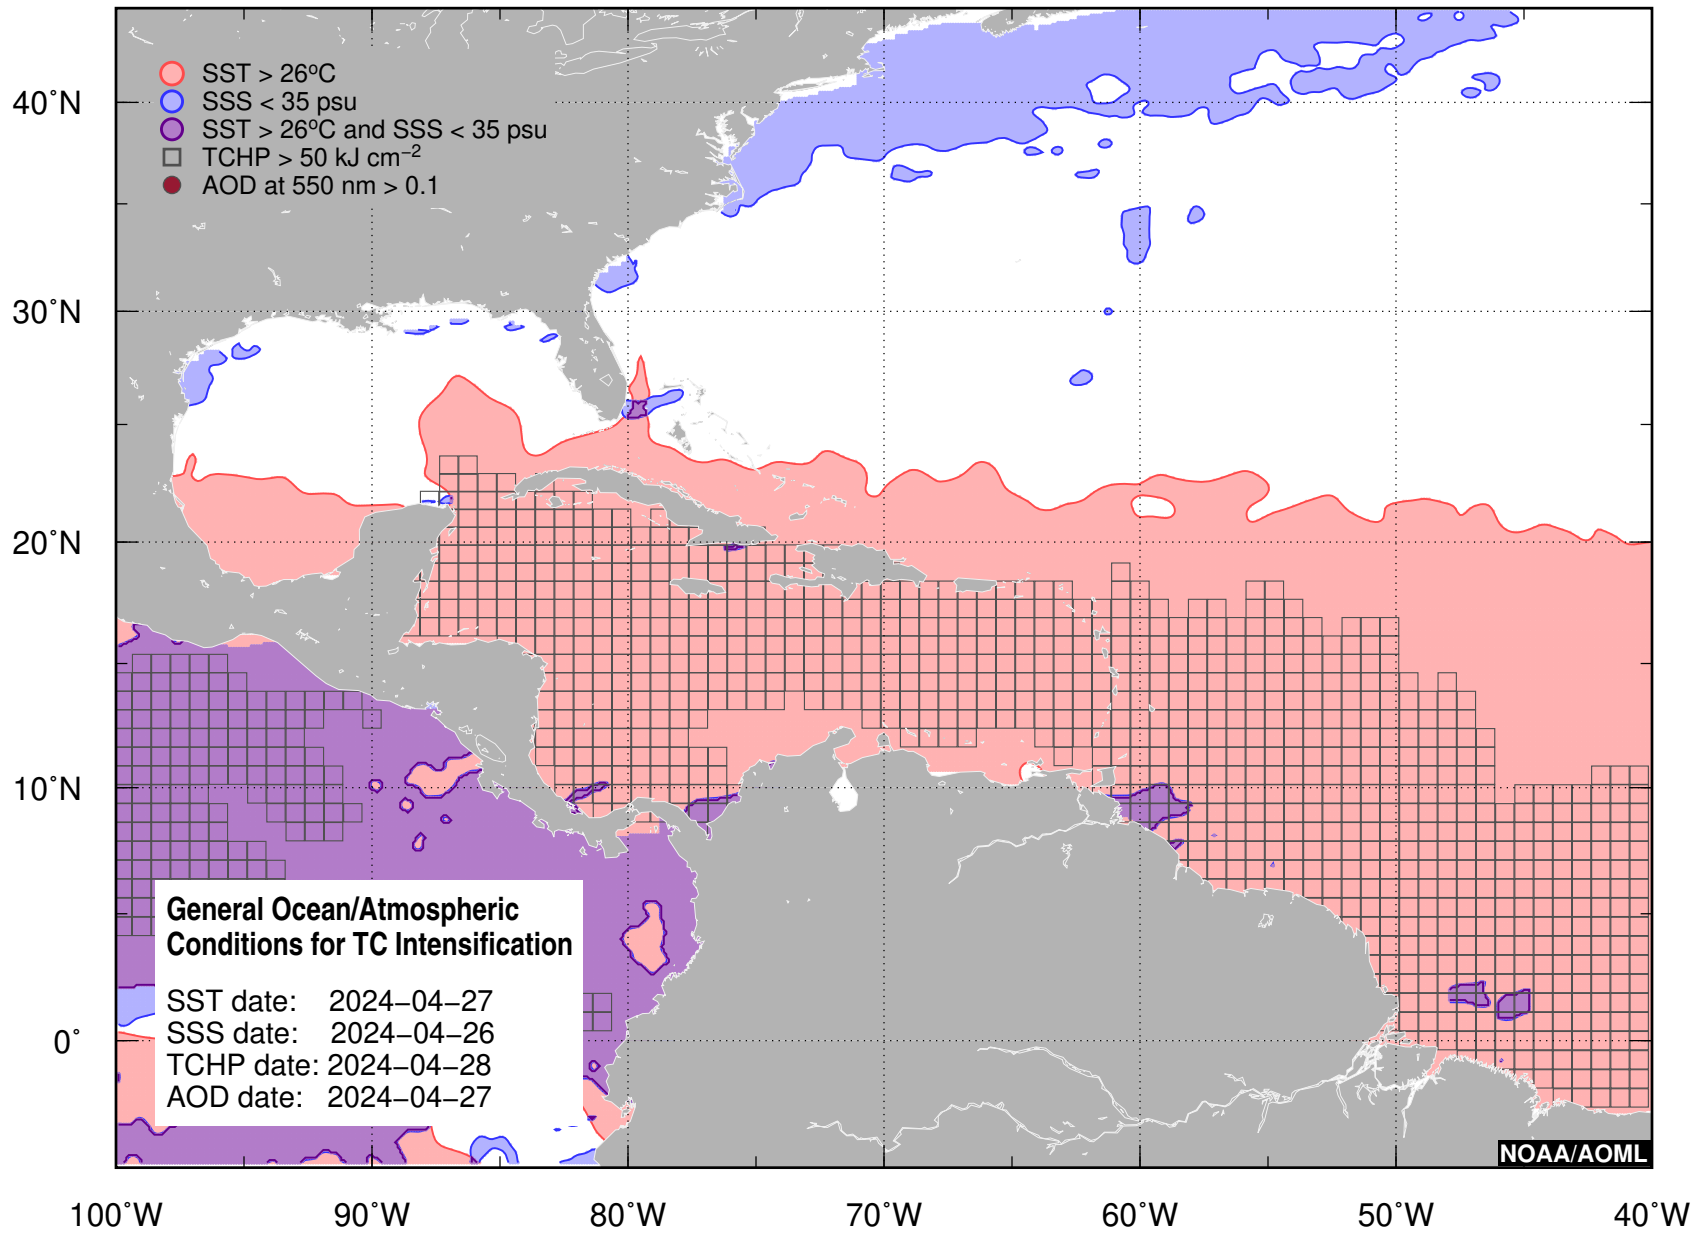 40°N
30°N
20°N
10°N
0°
SST > 26ºC
SSS < 35 psu
SST > 26ºC and SSS < 35 psu
TCHP > 50 kJ cm⁻²
AOD at 550 nm > 0.1
General Ocean/Atmospheric
Conditions for TC Intensification
SST date: 2024−04−27
SSS date: 2024−04−26
TCHP date: 2024−04−28
AOD date: 2024−04−27
NOAA/AOML
100°W 90°W 80°W 70°W 60°W 50°W 40°W